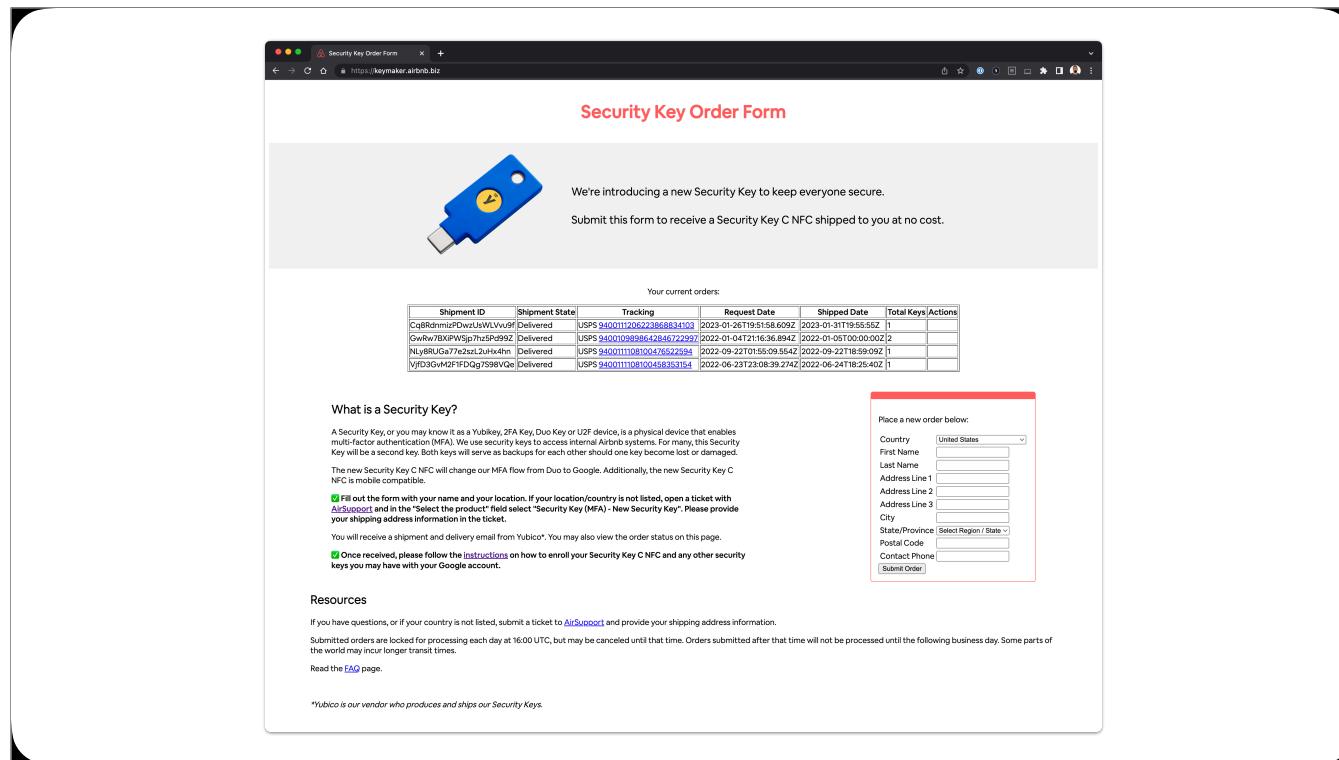 Security Key Order Form
https://keymaker.airbnb.biz
Security Key Order Form
We're introducing a new Security Key to keep everyone secure.
Submit this form to receive a Security Key C NFC shipped to you at no cost.
Your current orders:
Shipment ID Shipment State Tracking Request Date Shipped Date Total Keys Actions
Cq8RdnmizPDwzUsWLVvu9f Delivered USPS 9400111206223868834103 2023-01-26T19:51:58.609Z 2023-01-31T19:55:55Z 1
GwRw7BXiPWSjp7hz5Pd99Z Delivered USPS 9400109898642846722997 2022-01-04T21:16:36.894Z 2022-01-05T00:00:00Z 2
NLy8RUGa77e2szL2uHx4hn Delivered USPS 9400111108100476522594 2022-09-22T01:55:09.554Z 2022-09-22T18:59:09Z 1
VjfD3GvM2F1FDQg7S98VQe Delivered USPS 9400111108100458353154 2022-06-23T23:08:39.274Z 2022-06-24T18:25:40Z 1
What is a Security Key?
A Security Key, or you may know it as a Yubikey, 2FA Key, Duo Key or U2F device, is a physical device that enables
multi-factor authentication (MFA). We use security keys to access internal Airbnb systems. For many, this Security
Key will be a second key. Both keys will serve as backups for each other should one key become lost or damaged.
The new Security Key C NFC will change our MFA flow from Duo to Google. Additionally, the new Security Key C
NFC is mobile compatible.
✅ Fill out the form with your name and your location. If your location/country is not listed, open a ticket with
AirSupport and in the "Select the product" field select "Security Key (MFA) - New Security Key". Please provide
your shipping address information in the ticket.
You will receive a shipment and delivery email from Yubico*. You may also view the order status on this page.
✅ Once received, please follow the instructions on how to enroll your Security Key C NFC and any other security
keys you may have with your Google account.
Place a new order below:
Country United States
First Name
Last Name
Address Line 1
Address Line 2
Address Line 3
City
State/Province Select Region / State
Postal Code
Contact Phone
Submit Order
Resources
If you have questions, or if your country is not listed, submit a ticket to AirSupport and provide your shipping address information.
Submitted orders are locked for processing each day at 16:00 UTC, but may be canceled until that time. Orders submitted after that time will not be processed until the following business day. Some parts of
the world may incur longer transit times.
Read the FAQ page.
*Yubico is our vendor who produces and ships our Security Keys.